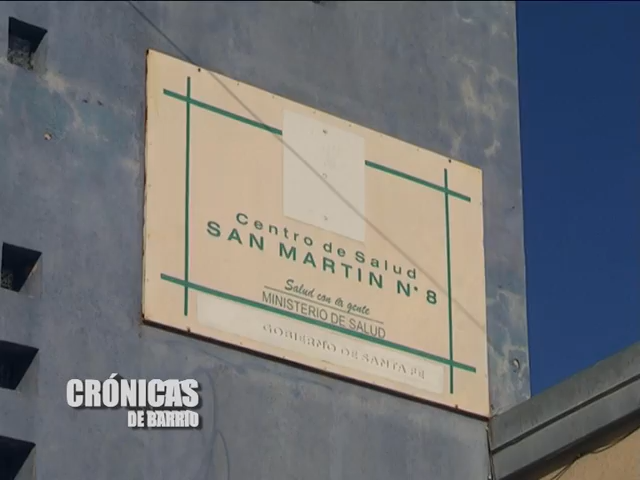 Centro de Salud
SAN MARTIN N° 8
Salud con la gente
MINISTERIO DE SALUD
GOBIERNO DE SANTA FE
CRÓNICAS
DE BARRIO